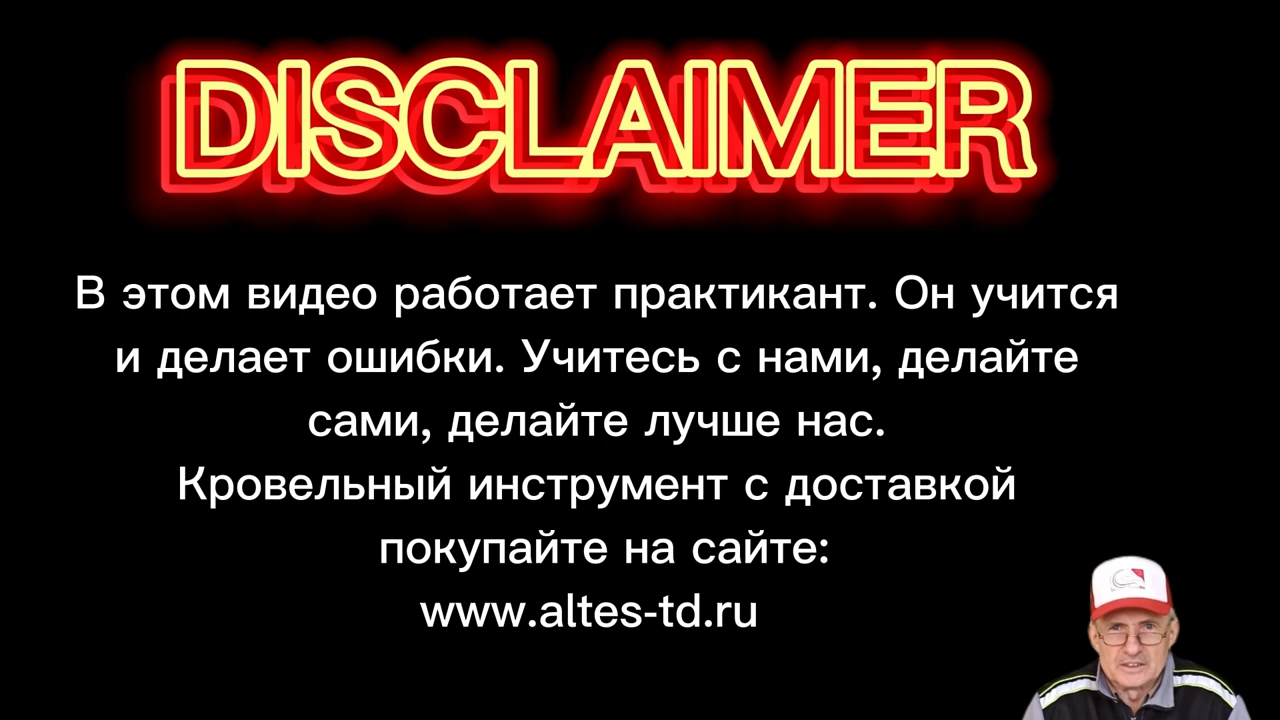 DISCLAIMER
В этом видео работает практикант. Он учится
и делает ошибки. Учитесь с нами, делайте
сами, делайте лучше нас.
Кровельный инструмент с доставкой
покупайте на сайте:
www.altes-td.ru